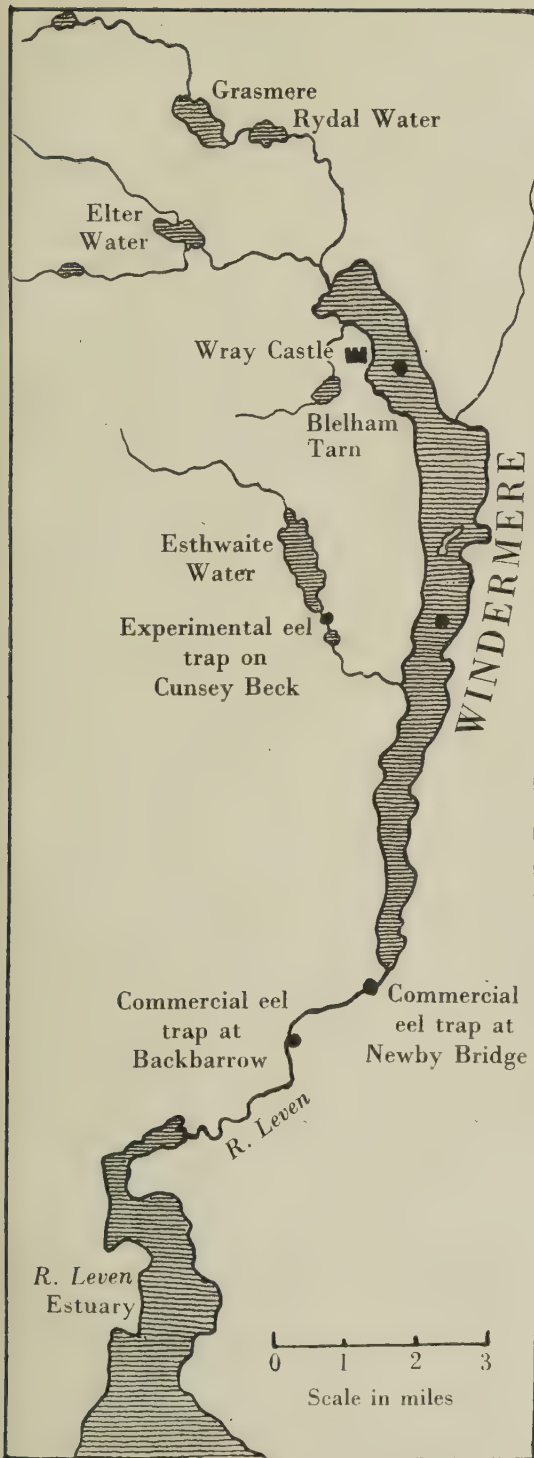 Grasmere
Rydal Water
Elter
Water
Wray Castle
Blelham
Tarn
WINDERMERE
Esthwaite
Water
Experimental eel
trap on
Cunsey Beck
Commercial eel
trap at
Backbarrow
Commercial
eel trap at
Newby Bridge
R. Leven
R. Leven
Estuary
0 1 2 3
Scale in miles